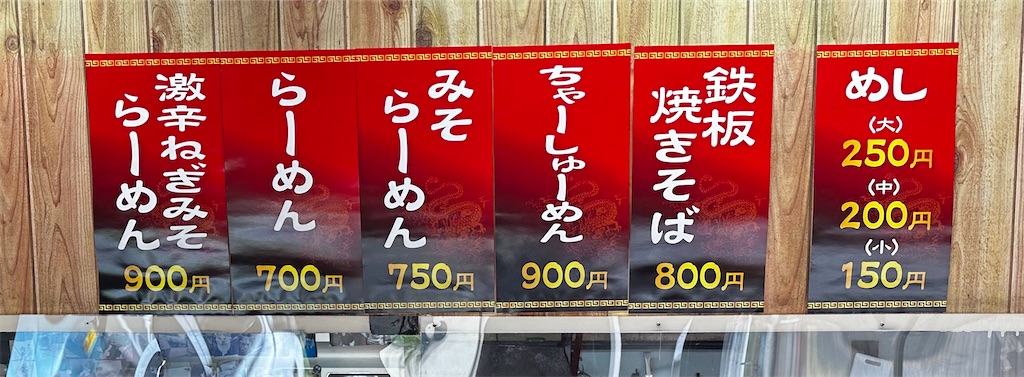 激辛ねぎみそ
らーめん
900円
らーめん
700円
みそ
らーめん
750円
ちゃーしゅーめん
900円
鉄板
焼きそば
800円
めし
(大)
250円
(中)
200円
(小)
150円